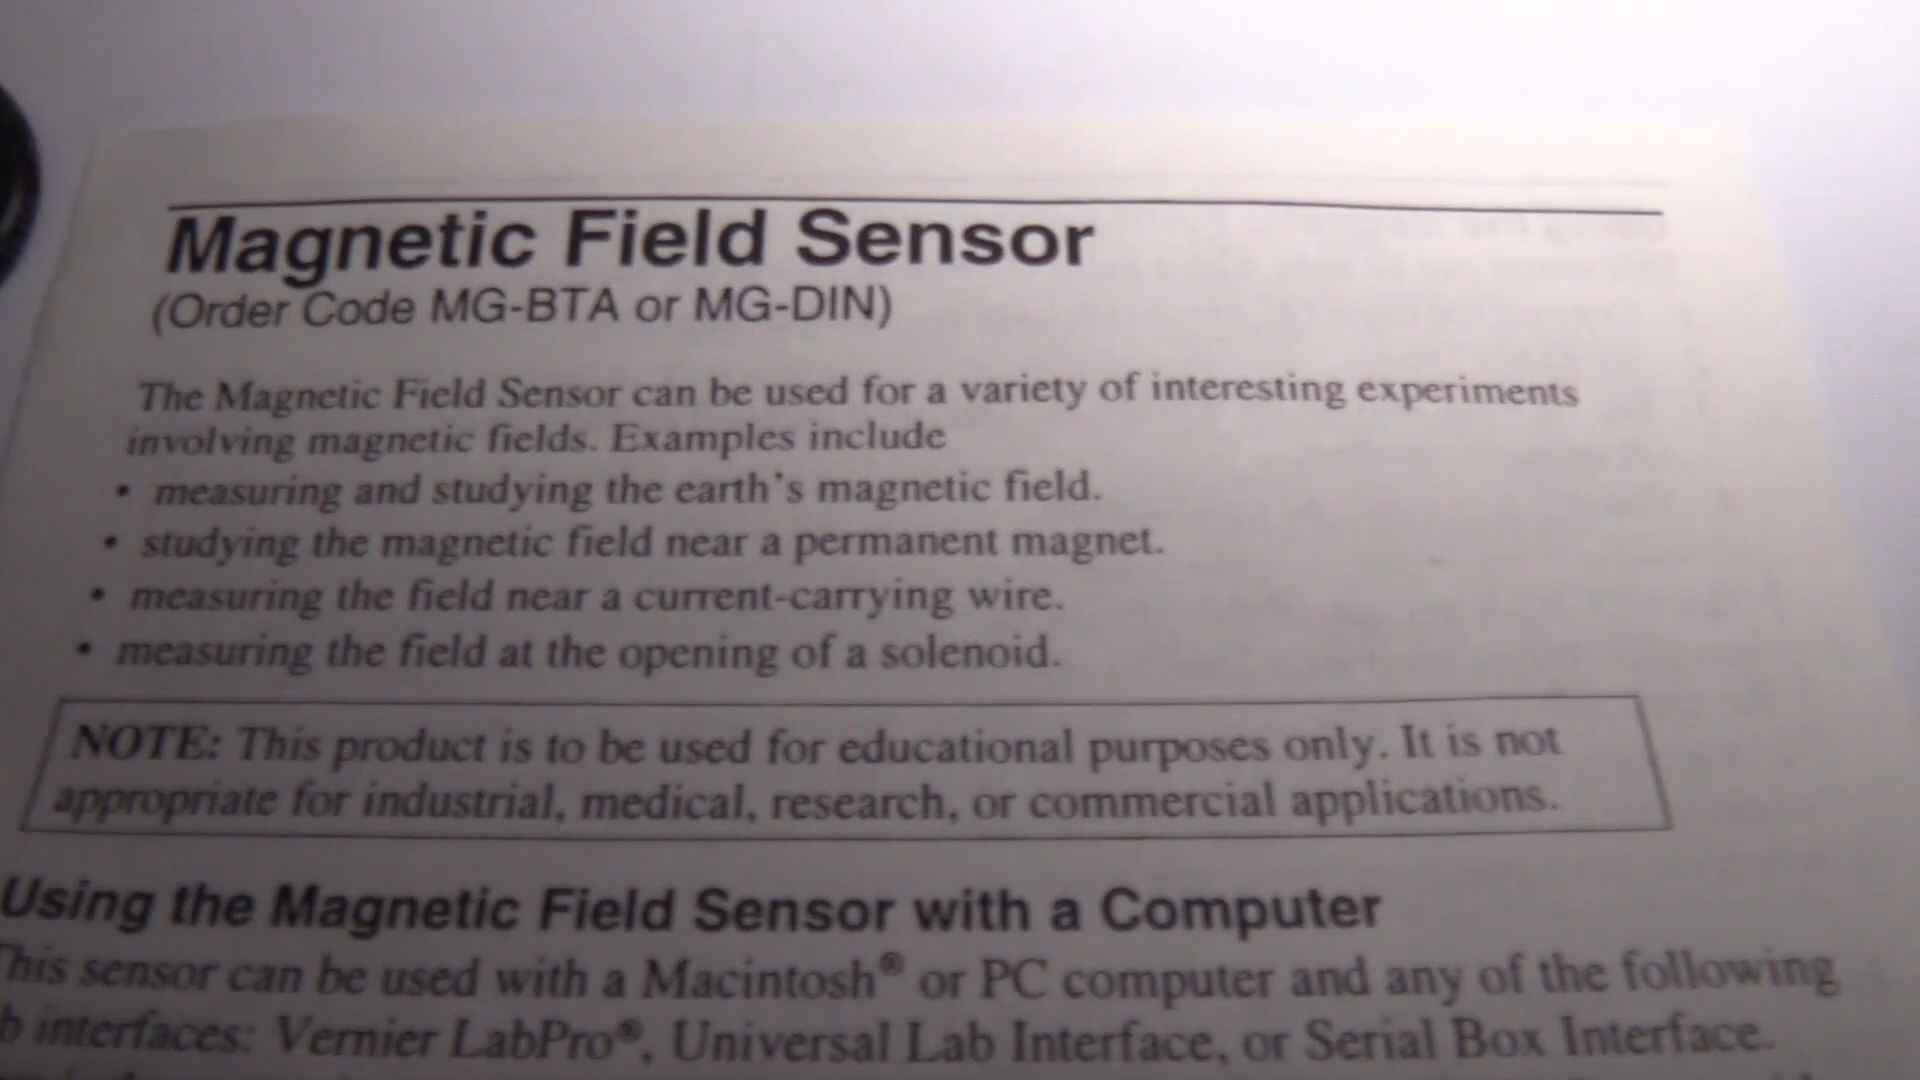 Magnetic Field Sensor
(Order Code MG-BTA or MG-DIN)
The Magnetic Field Sensor can be used for a variety of interesting experiments
involving magnetic fields. Examples include
• measuring and studying the earth's magnetic field.
• studying the magnetic field near a permanent magnet.
• measuring the field near a current-carrying wire.
• measuring the field at the opening of a solenoid.
NOTE: This product is to be used for educational purposes only. It is not
appropriate for industrial, medical, research, or commercial applications.
Using the Magnetic Field Sensor with a Computer
This sensor can be used with a Macintosh® or PC computer and any of the following
b interfaces: Vernier LabPro®, Universal Lab Interface, or Serial Box Interface.